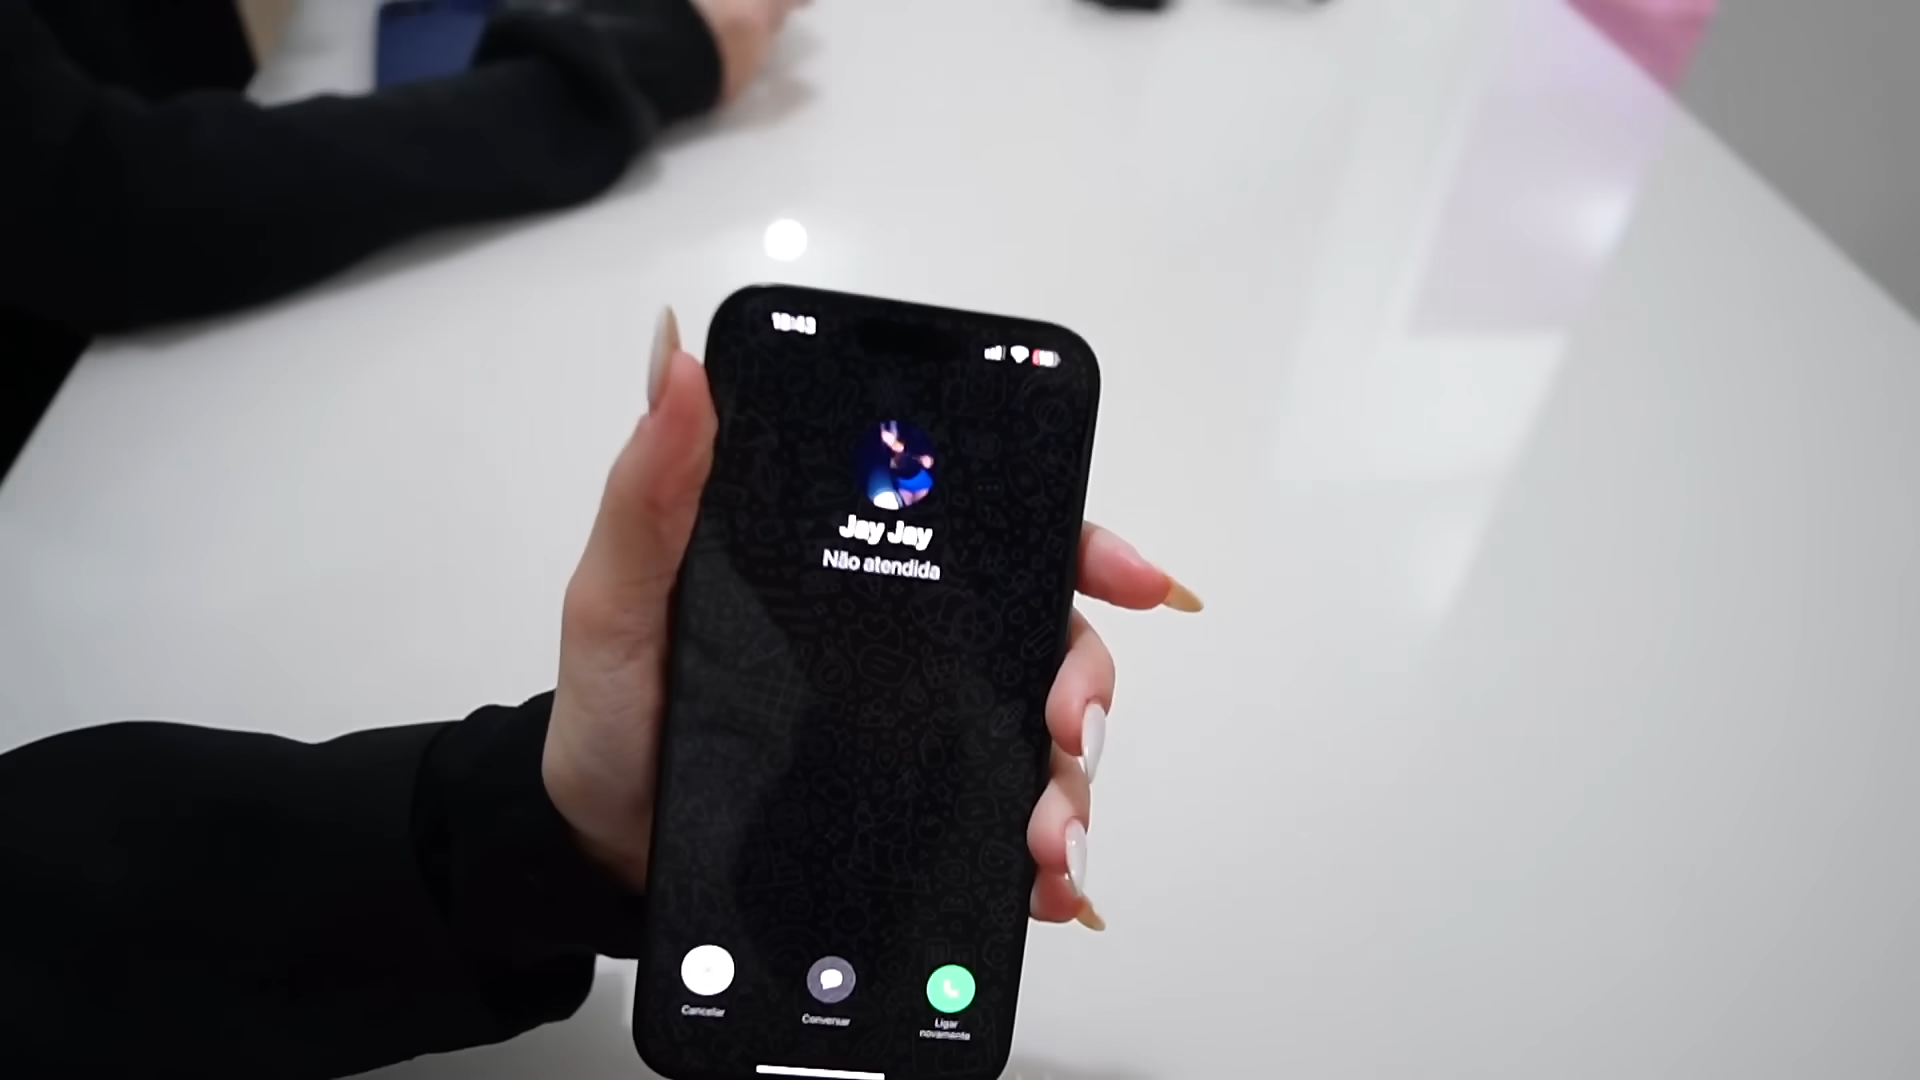 Jay Jay
Não atendida
Cancelar
Conversar
Ligar
novamente